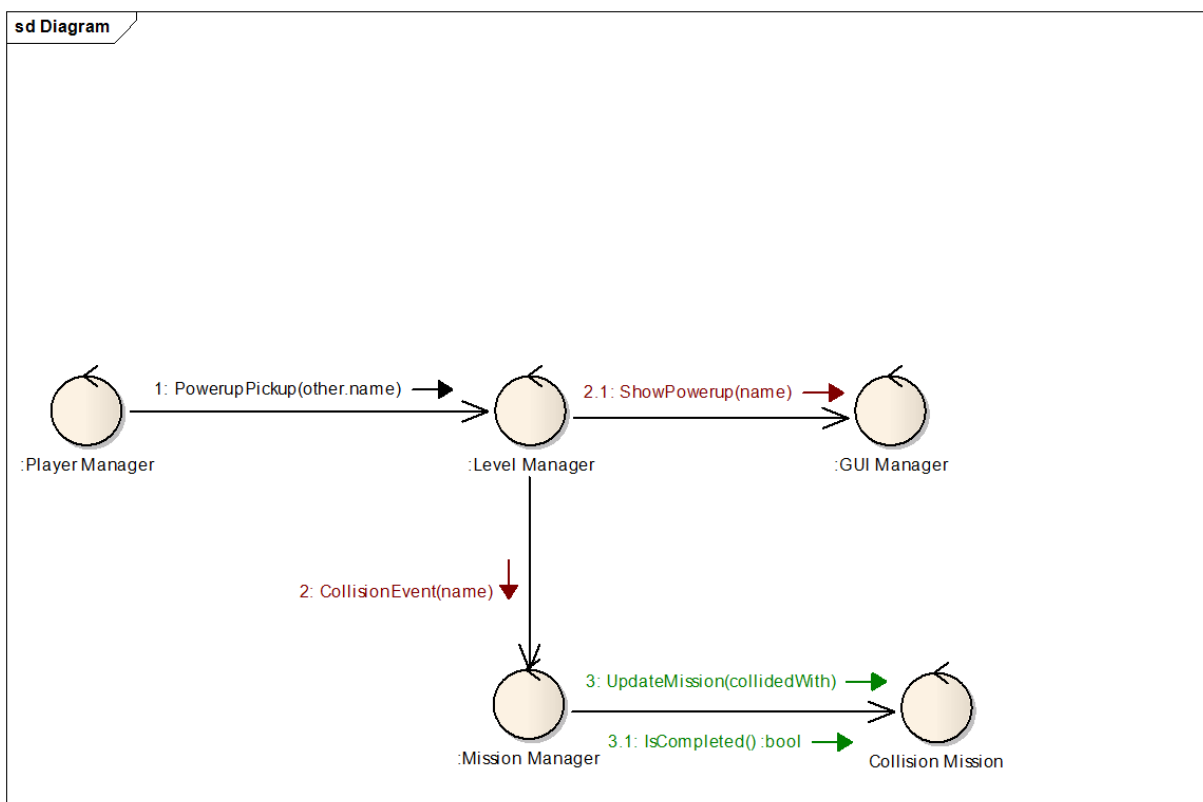 sd Diagram
1: PowerupPickup(other.name)
2.1: ShowPowerup(name)
:Player Manager
:Level Manager
:GUI Manager
2: CollisionEvent(name)
3: UpdateMission(collidedWith)
3.1: IsCompleted() :bool
:Mission Manager
Collision Mission